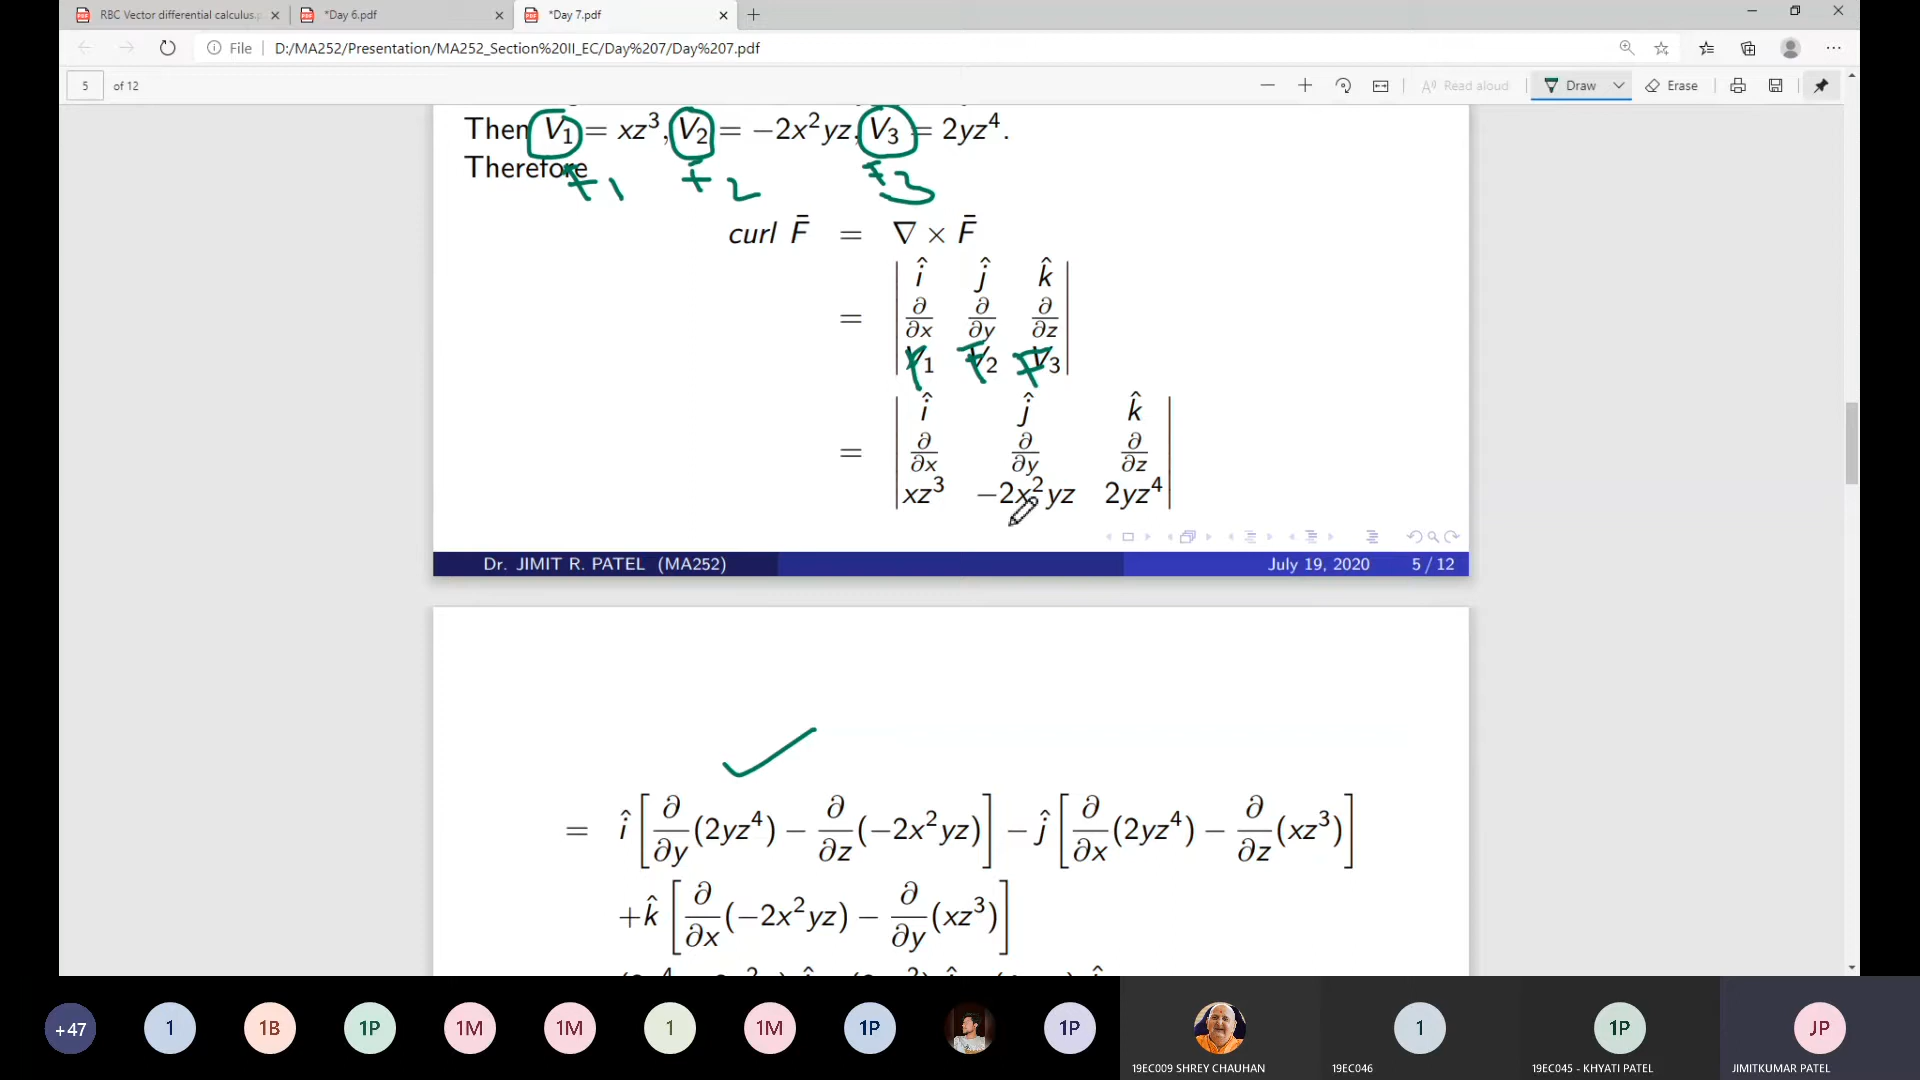 RBC Vector differential calculus.p
*Day 6.pdf
*Day 7.pdf
File D:/MA252/Presentation/MA252_Section%20II_EC/Day%207/Day%207.pdf
5 of 12
Read aloud Draw Erase
Then V₁ = xz³, V₂ = −2x²yz, V₃ = 2yz⁴.
Therefore
curl F̄ = ∇ × F̄
= | î ĵ k̂ |
| ∂/∂x ∂/∂y ∂/∂z |
| V₁ V₂ V₃ |
= | î ĵ k̂ |
| ∂/∂x ∂/∂y ∂/∂z |
| xz³ −2x²yz 2yz⁴ |
Dr. JIMIT R. PATEL (MA252) July 19, 2020 5 / 12
= î [ ∂/∂y (2yz⁴) − ∂/∂z (−2x²yz) ] − ĵ [ ∂/∂x (2yz⁴) − ∂/∂z (xz³) ]
+k̂ [ ∂/∂x (−2x²yz) − ∂/∂y (xz³) ]
+47 1 1B 1P 1M 1M 1 1M 1P 1P 1 1P JP
19EC009 SHREY CHAUHAN 19EC046 19EC045 - KHYATI PATEL JIMITKUMAR PATEL